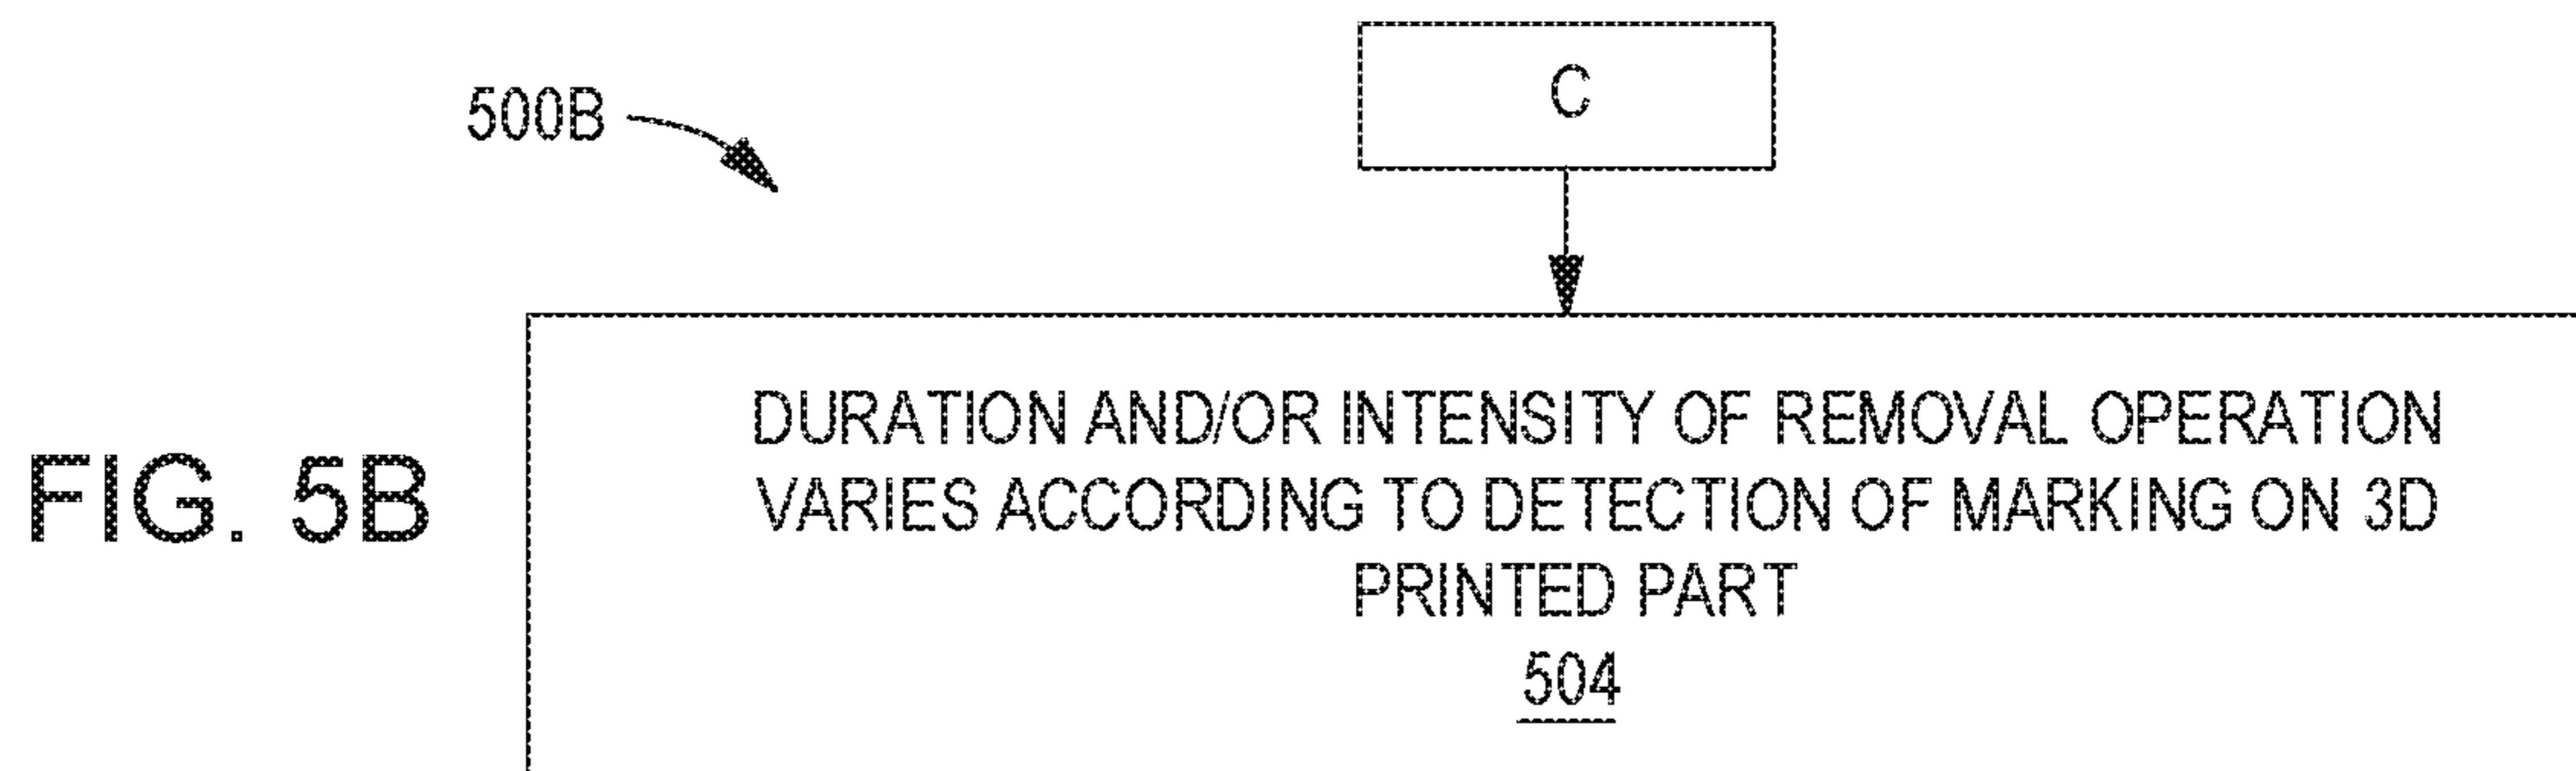 C
500B
DURATION AND/OR INTENSITY OF REMOVAL OPERATION
VARIES ACCORDING TO DETECTION OF MARKING ON 3D
PRINTED PART
504
FIG. 5B